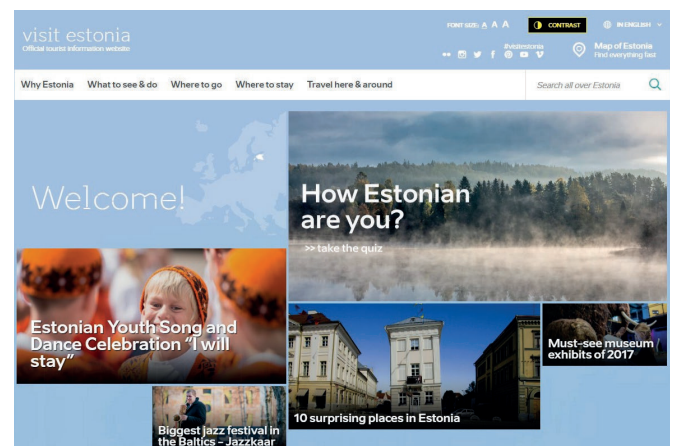 visit estonia
Official tourist information website
FONT SIZE: A A A
CONTRAST
IN ENGLISH
#visitestonia
Map of Estonia
Find everything fast
Why Estonia What to see & do Where to go Where to stay Travel here & around
Search all over Estonia
Welcome!
How Estonian
are you?
>> take the quiz
Estonian Youth Song and
Dance Celebration "I will
stay"
Must-see museum
exhibits of 2017
10 surprising places in Estonia
Biggest jazz festival in
the Baltics - Jazzkaar